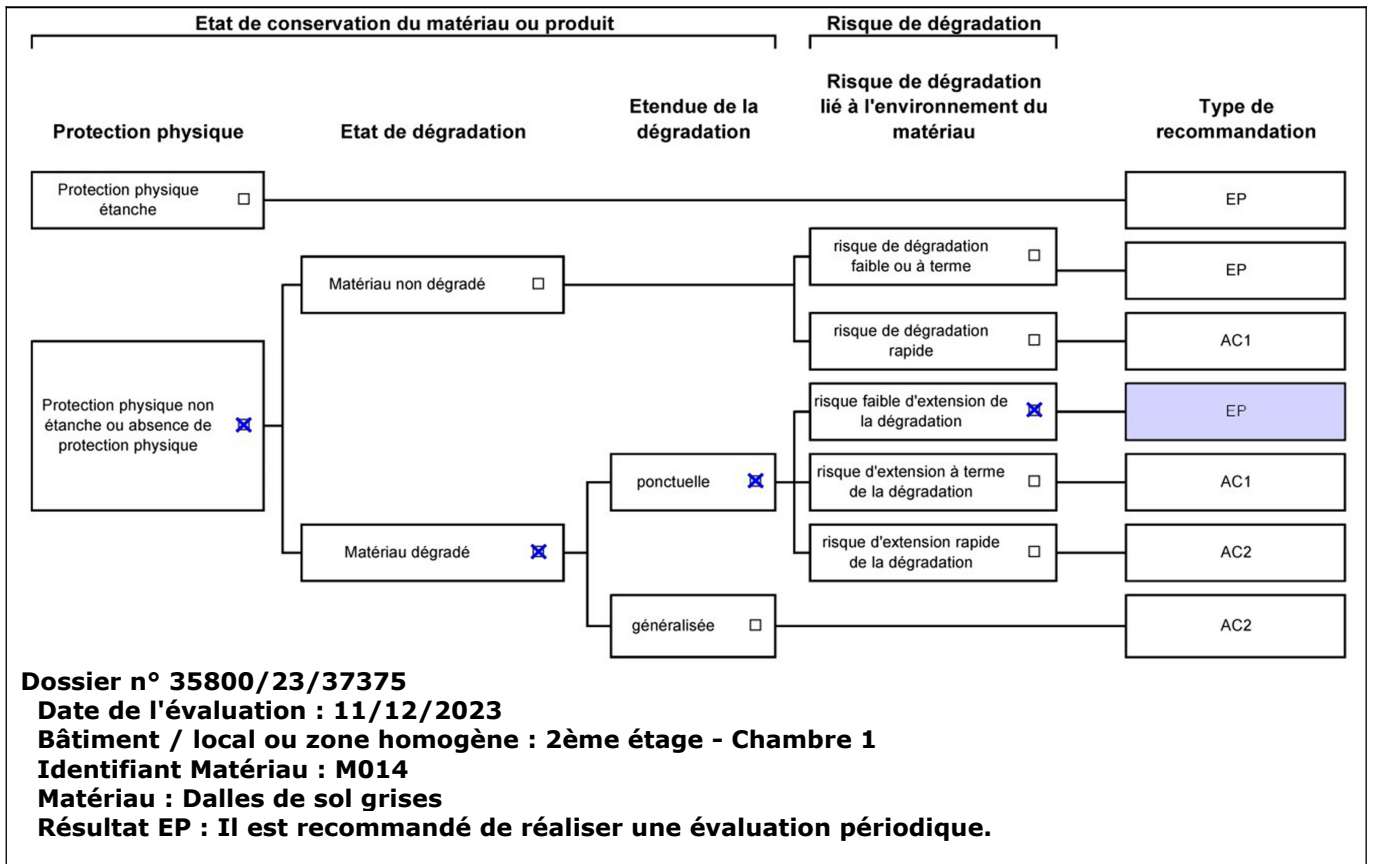 Etat de conservation du matériau ou produit
Risque de dégradation
Protection physique
Etat de dégradation
Etendue de la
dégradation
Risque de dégradation
lié à l'environnement du
matériau
Type de
recommandation
Protection physique
étanche
EP
risque de dégradation
faible ou à terme
EP
Matériau non dégradé
risque de dégradation
rapide
AC1
Protection physique non
étanche ou absence de
protection physique
risque faible d'extension de
la dégradation
EP
ponctuelle
risque d'extension à terme
de la dégradation
AC1
Matériau dégradé
risque d'extension rapide
de la dégradation
AC2
généralisée
AC2
Dossier n° 35800/23/37375
Date de l'évaluation : 11/12/2023
Bâtiment / local ou zone homogène : 2ème étage - Chambre 1
Identifiant Matériau : M014
Matériau : Dalles de sol grises
Résultat EP : Il est recommandé de réaliser une évaluation périodique.